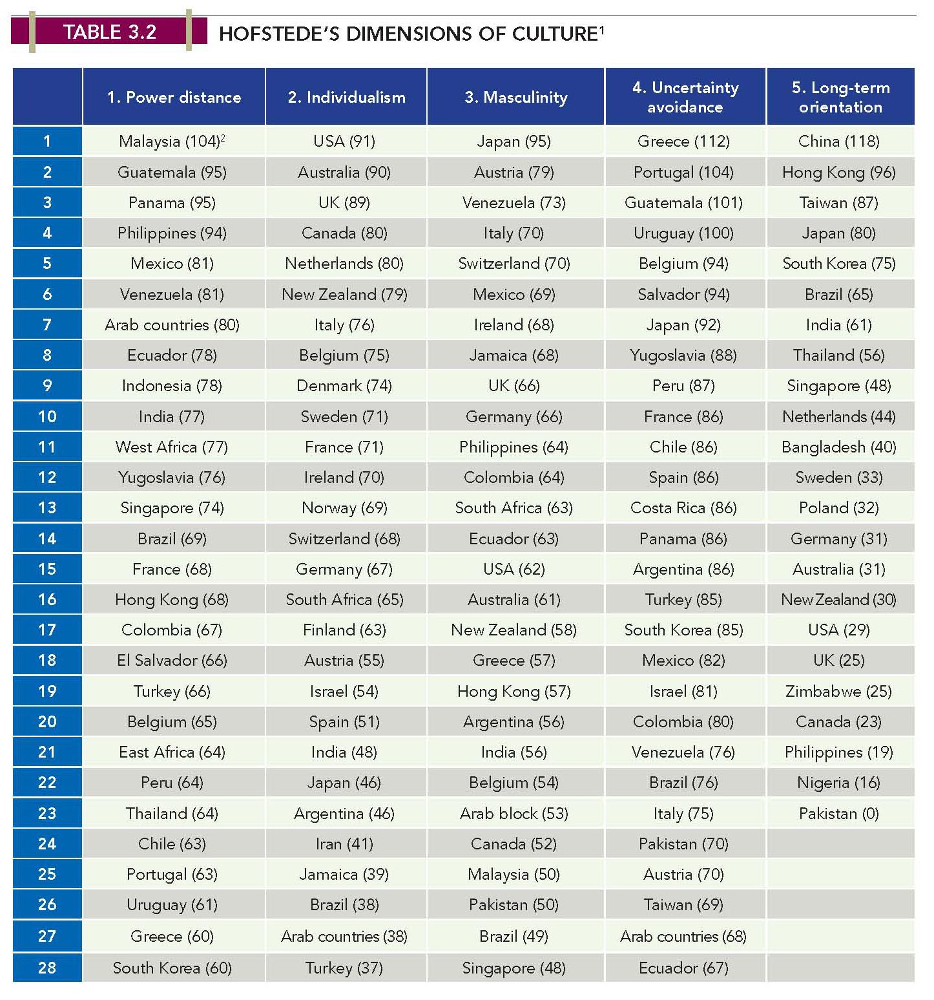 TABLE 3.2 HOFSTEDE'S DIMENSIONS OF CULTURE¹
1. Power distance 2. Individualism 3. Masculinity 4. Uncertainty avoidance 5. Long-term orientation
1 Malaysia (104)² USA (91) Japan (95) Greece (112) China (118)
2 Guatemala (95) Australia (90) Austria (79) Portugal (104) Hong Kong (96)
3 Panama (95) UK (89) Venezuela (73) Guatemala (101) Taiwan (87)
4 Philippines (94) Canada (80) Italy (70) Uruguay (100) Japan (80)
5 Mexico (81) Netherlands (80) Switzerland (70) Belgium (94) South Korea (75)
6 Venezuela (81) New Zealand (79) Mexico (69) Salvador (94) Brazil (65)
7 Arab countries (80) Italy (76) Ireland (68) Japan (92) India (61)
8 Ecuador (78) Belgium (75) Jamaica (68) Yugoslavia (88) Thailand (56)
9 Indonesia (78) Denmark (74) UK (66) Peru (87) Singapore (48)
10 India (77) Sweden (71) Germany (66) France (86) Netherlands (44)
11 West Africa (77) France (71) Philippines (64) Chile (86) Bangladesh (40)
12 Yugoslavia (76) Ireland (70) Colombia (64) Spain (86) Sweden (33)
13 Singapore (74) Norway (69) South Africa (63) Costa Rica (86) Poland (32)
14 Brazil (69) Switzerland (68) Ecuador (63) Panama (86) Germany (31)
15 France (68) Germany (67) USA (62) Argentina (86) Australia (31)
16 Hong Kong (68) South Africa (65) Australia (61) Turkey (85) New Zealand (30)
17 Colombia (67) Finland (63) New Zealand (58) South Korea (85) USA (29)
18 El Salvador (66) Austria (55) Greece (57) Mexico (82) UK (25)
19 Turkey (66) Israel (54) Hong Kong (57) Israel (81) Zimbabwe (25)
20 Belgium (65) Spain (51) Argentina (56) Colombia (80) Canada (23)
21 East Africa (64) India (48) India (56) Venezuela (76) Philippines (19)
22 Peru (64) Japan (46) Belgium (54) Brazil (76) Nigeria (16)
23 Thailand (64) Argentina (46) Arab block (53) Italy (75) Pakistan (0)
24 Chile (63) Iran (41) Canada (52) Pakistan (70)
25 Portugal (63) Jamaica (39) Malaysia (50) Austria (70)
26 Uruguay (61) Brazil (38) Pakistan (50) Taiwan (69)
27 Greece (60) Arab countries (38) Brazil (49) Arab countries (68)
28 South Korea (60) Turkey (37) Singapore (48) Ecuador (67)